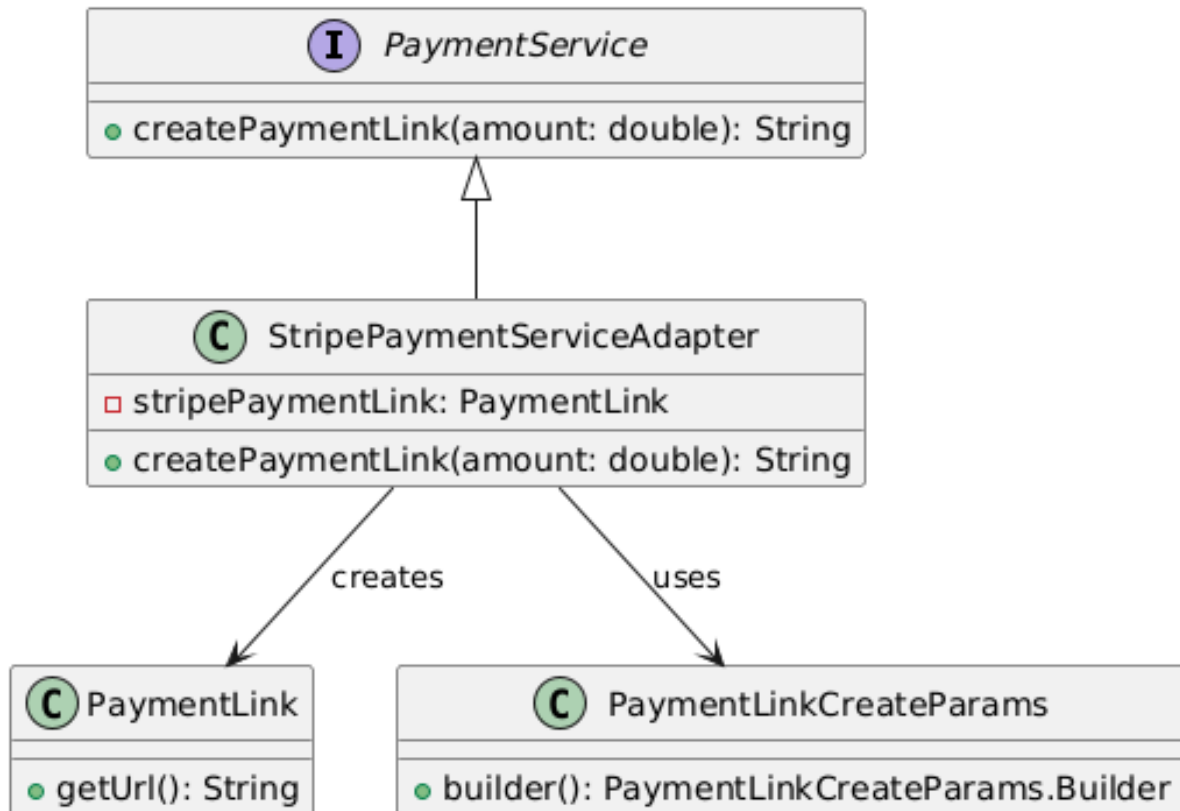 I PaymentService
createPaymentLink(amount: double): String
C StripePaymentServiceAdapter
stripePaymentLink: PaymentLink
createPaymentLink(amount: double): String
creates
uses
C PaymentLink
C PaymentLinkCreateParams
getUrl(): String
builder(): PaymentLinkCreateParams.Builder